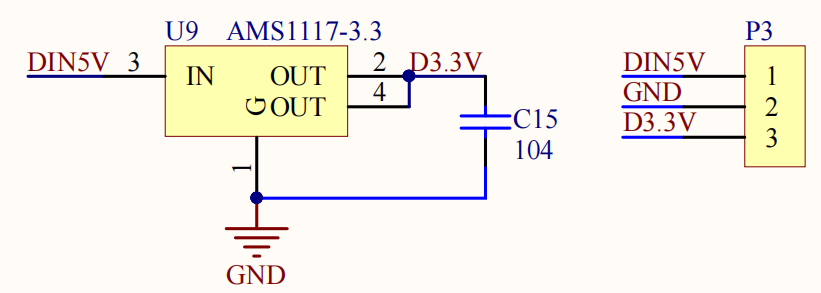 U9 AMS1117-3.3 P3
DIN5V 3 IN OUT 2 D3.3V DIN5V 1
G OUT 4 GND 2
C15 D3.3V 3
104
1
GND